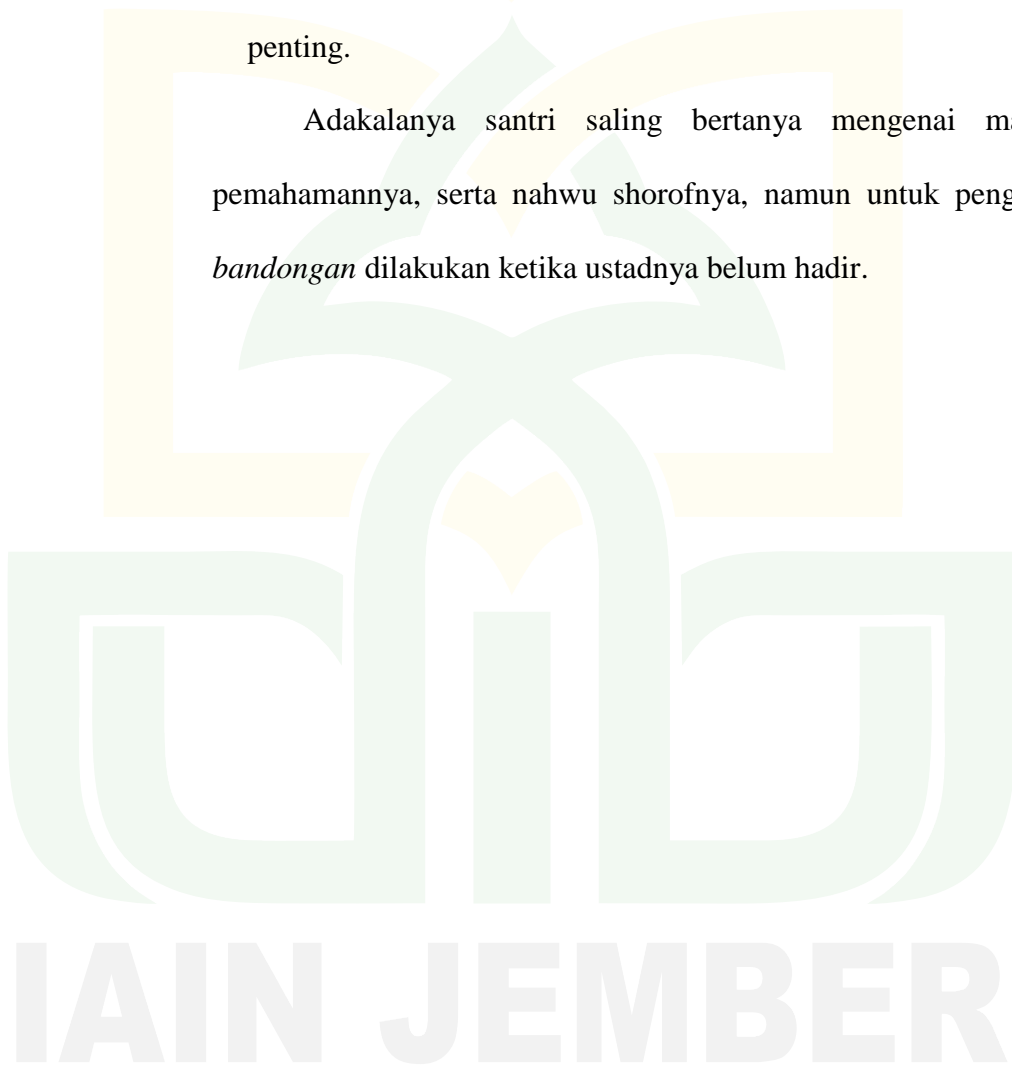 penting.
Adakalanya santri saling bertanya mengenai
pemahamannya, serta nahwu shorofnya, namun untuk
bandongan dilakukan ketika ustadnya belum hadir.
IAIN JEMBER